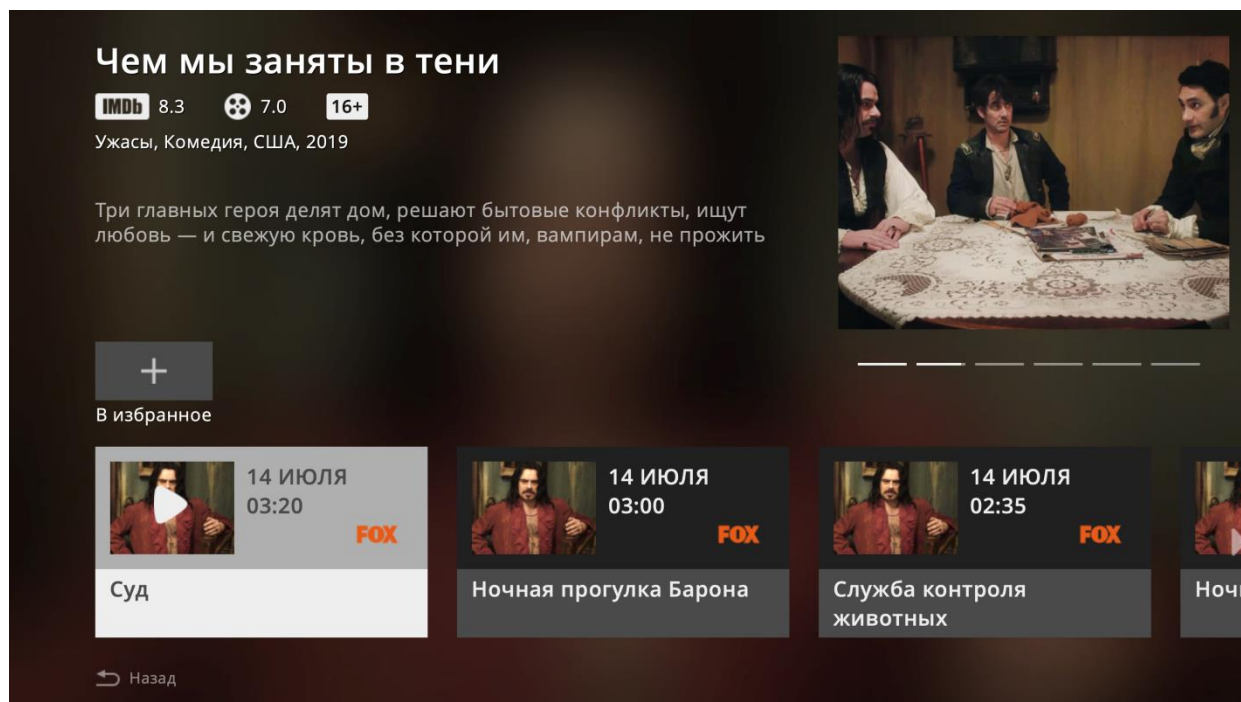 Чем мы заняты в тени
IMDb 8.3 7.0 16+
Ужасы, Комедия, США, 2019
Три главных героя делят дом, решают бытовые конфликты, ищут
любовь — и свежую кровь, без которой им, вампирам, не прожить
В избранное
14 ИЮЛЯ
03:20
FOX
Суд
14 ИЮЛЯ
03:00
FOX
Ночная прогулка Барона
14 ИЮЛЯ
02:35
FOX
Служба контроля
животных
Назад